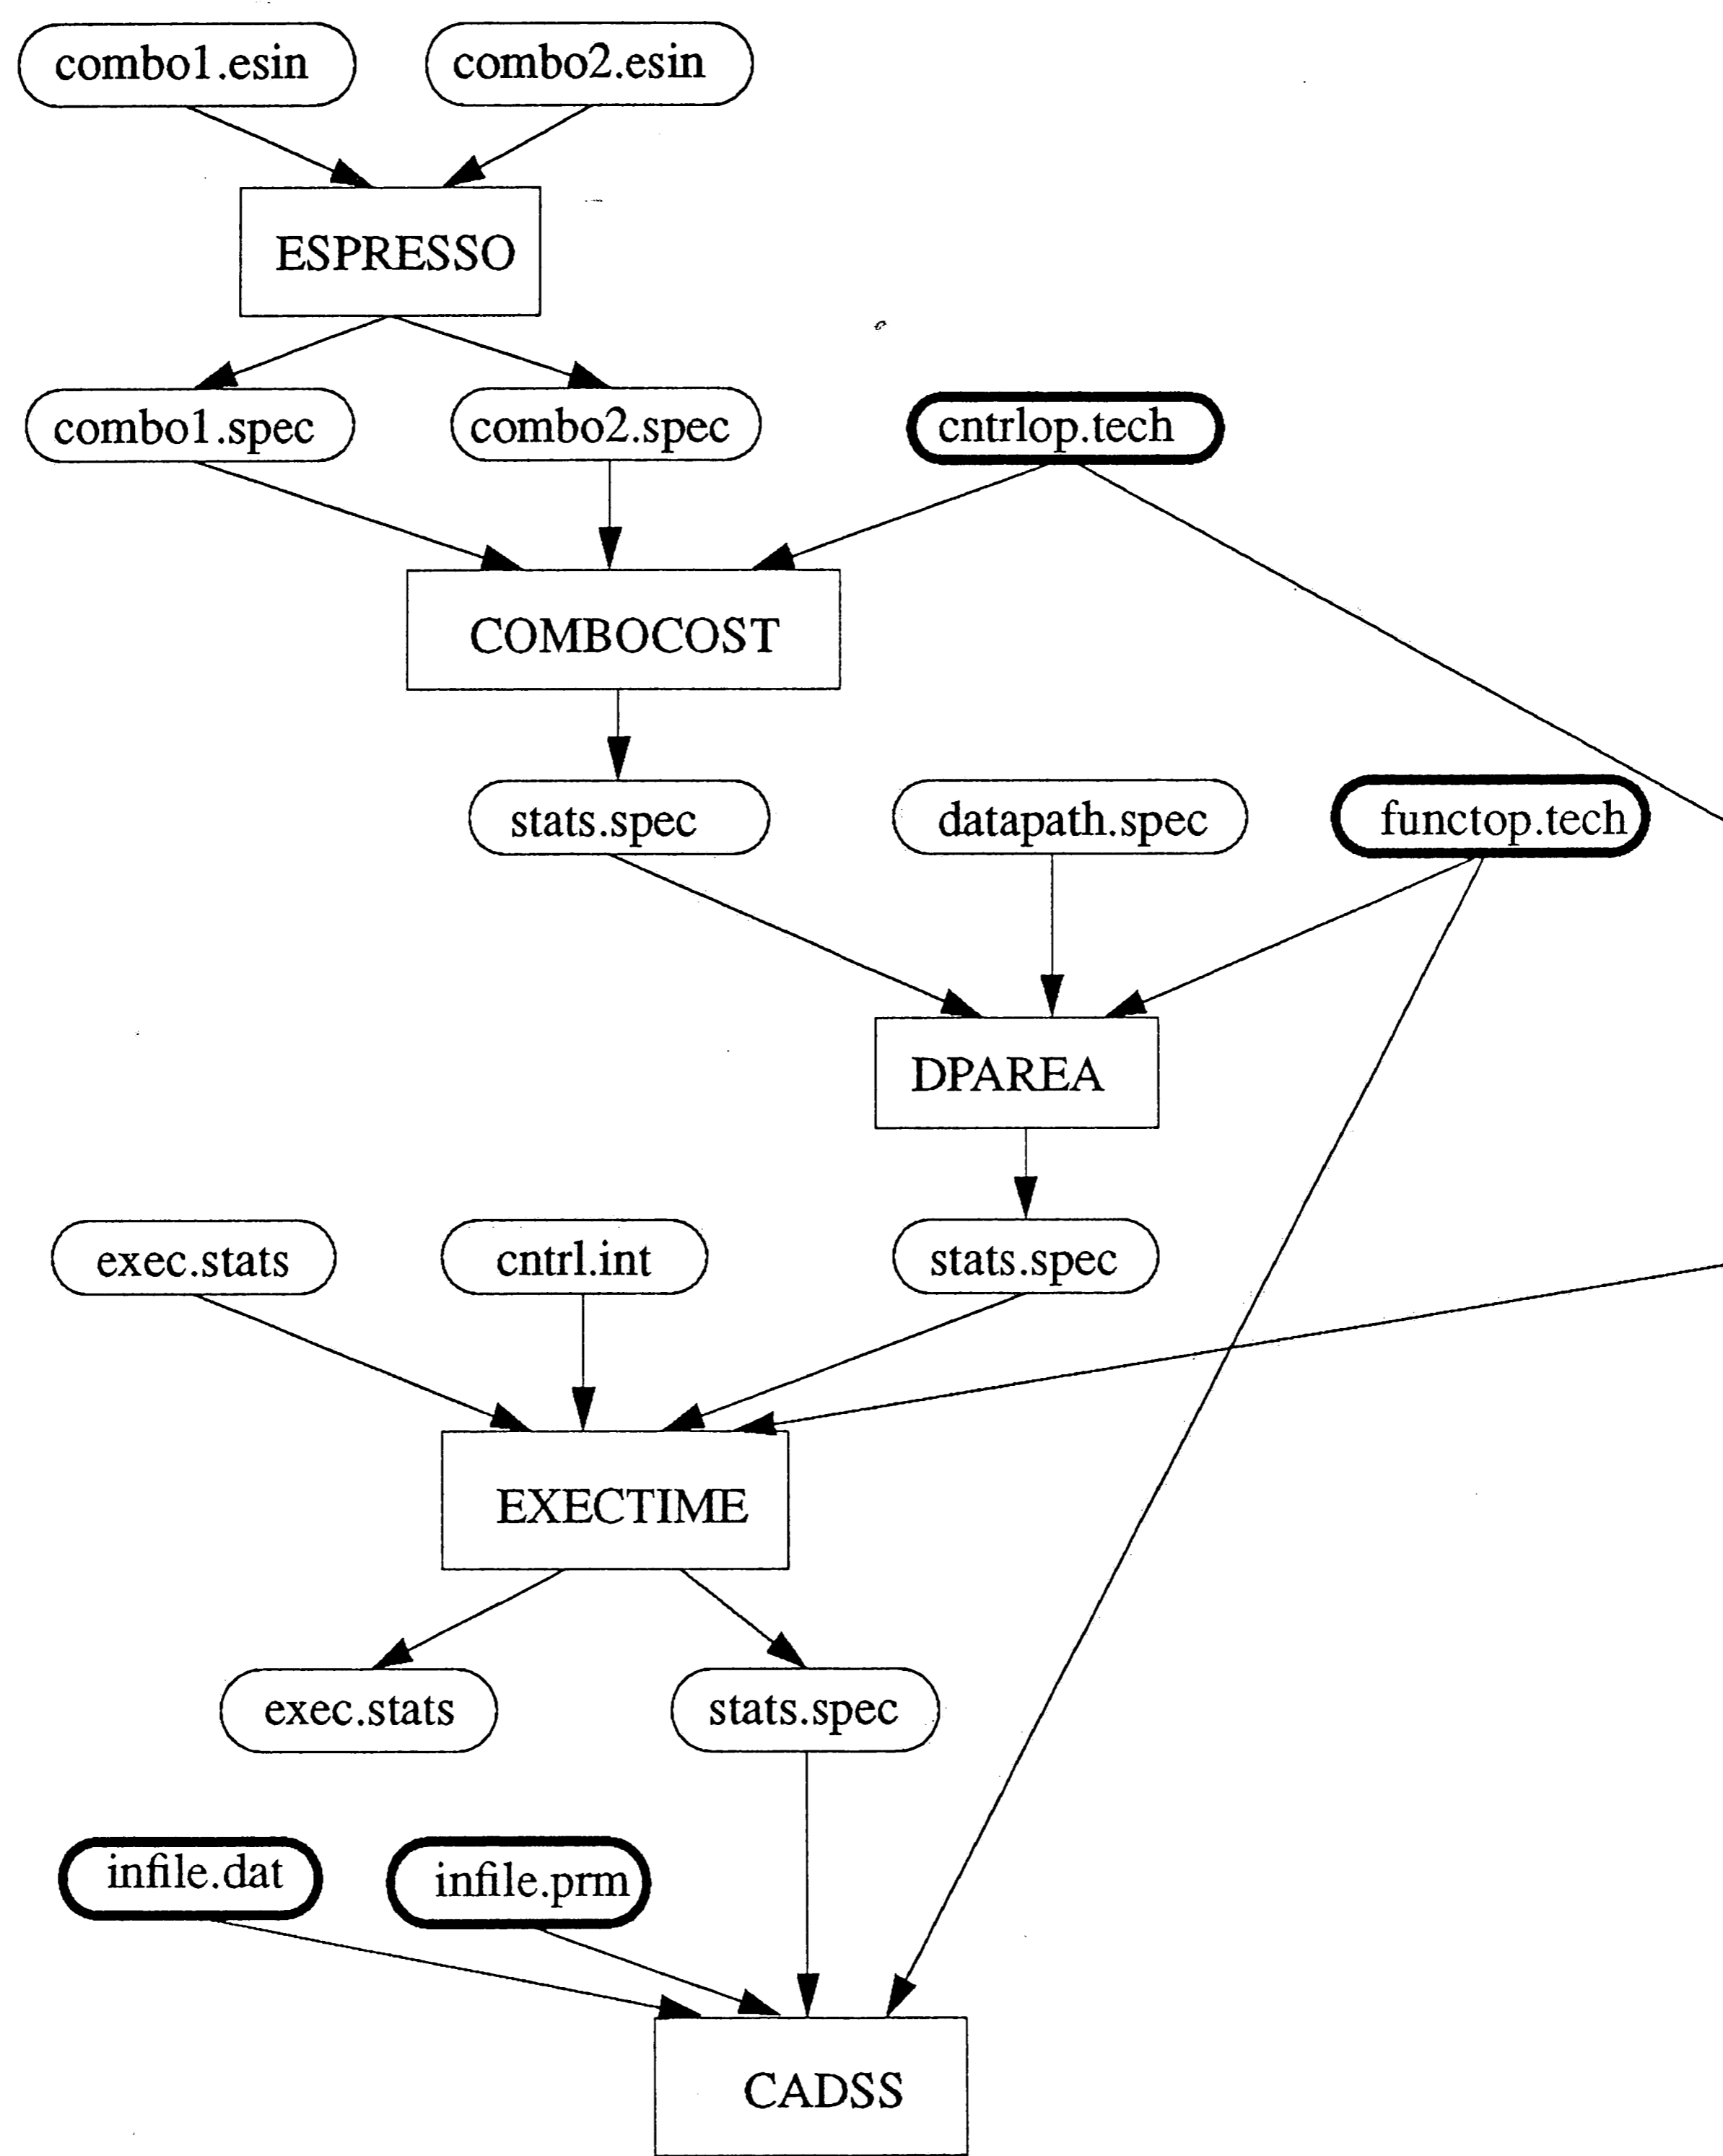 combo1.esin
combo2.esin
ESPRESSO
combo1.spec
combo2.spec
cntrlop.tech
COMBOCOST
stats.spec
datapath.spec
functop.tech
DPAREA
exec.stats
cntrl.int
stats.spec
EXECTIME
exec.stats
stats.spec
infile.dat
infile.prm
CADSS